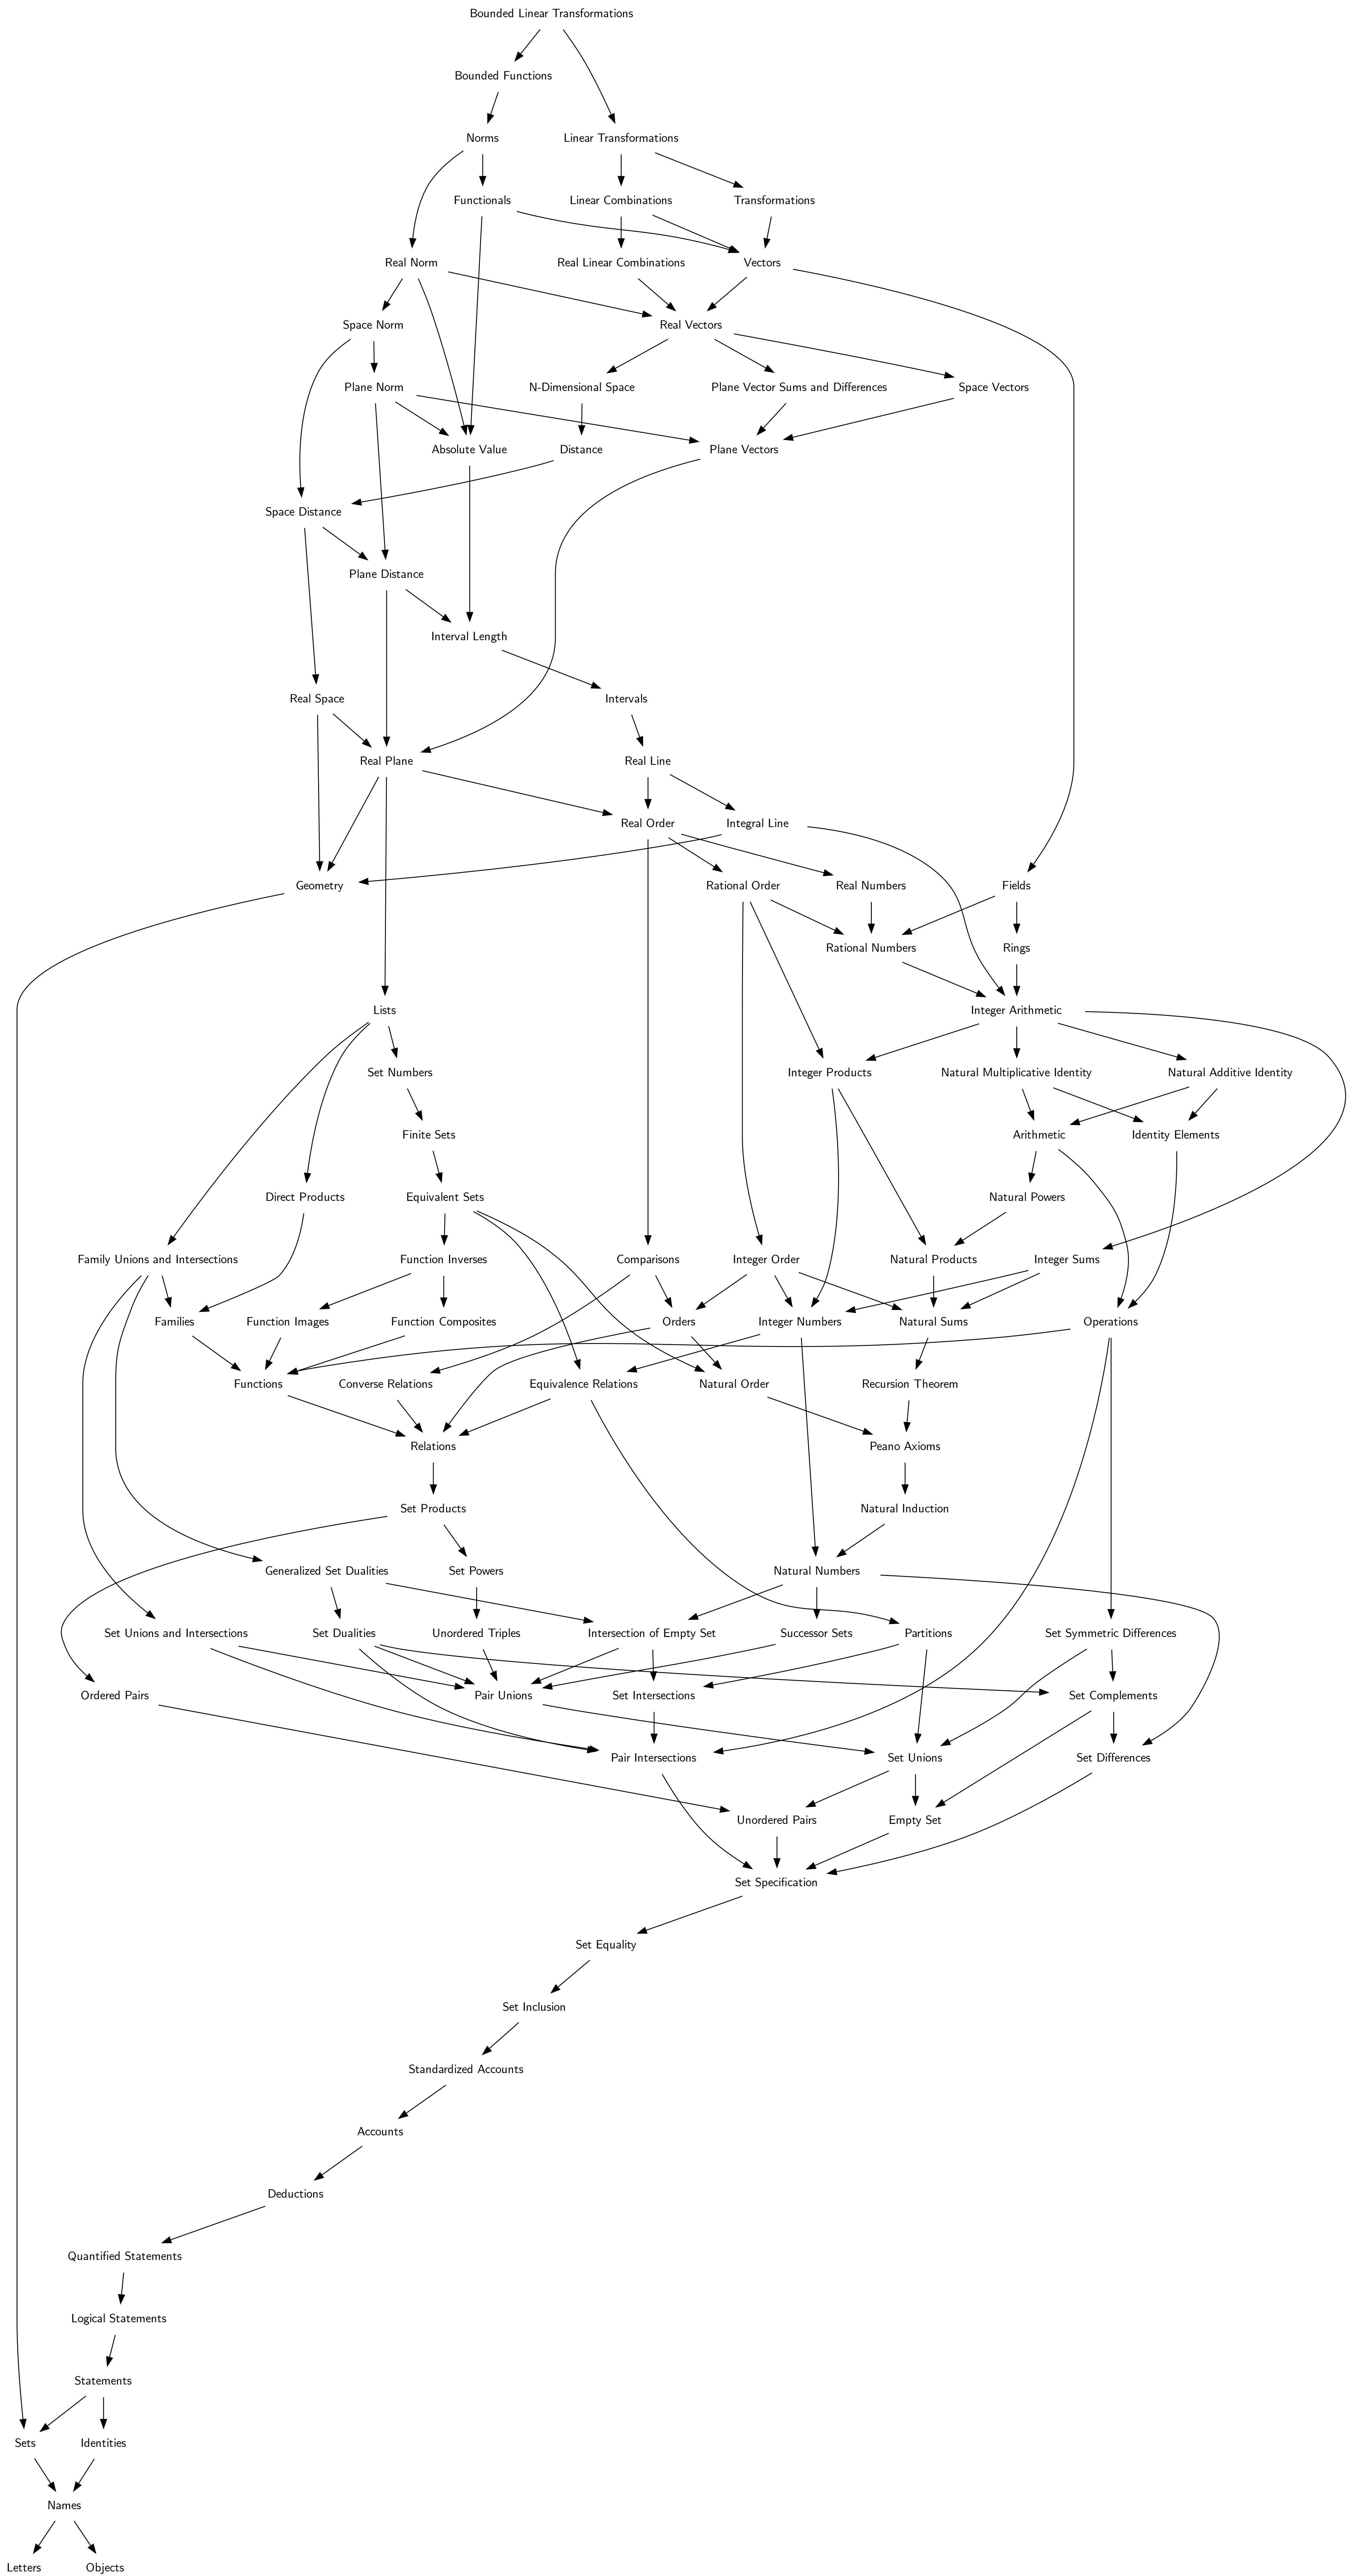 Bounded Linear Transformations
Bounded Functions
Norms
Linear Transformations
Functionals
Linear Combinations
Transformations
Real Norm
Real Linear Combinations
Vectors
Space Norm
Real Vectors
Plane Norm
N-Dimensional Space
Plane Vector Sums and Differences
Space Vectors
Absolute Value
Distance
Plane Vectors
Space Distance
Plane Distance
Interval Length
Real Space
Intervals
Real Plane
Real Line
Real Order
Integral Line
Geometry
Rational Order
Real Numbers
Fields
Rational Numbers
Rings
Lists
Integer Arithmetic
Set Numbers
Integer Products
Natural Multiplicative Identity
Natural Additive Identity
Finite Sets
Arithmetic
Identity Elements
Direct Products
Equivalent Sets
Natural Powers
Family Unions and Intersections
Function Inverses
Comparisons
Integer Order
Natural Products
Integer Sums
Families
Function Images
Function Composites
Orders
Integer Numbers
Natural Sums
Operations
Functions
Converse Relations
Equivalence Relations
Natural Order
Recursion Theorem
Relations
Peano Axioms
Set Products
Natural Induction
Generalized Set Dualities
Set Powers
Natural Numbers
Set Unions and Intersections
Set Dualities
Unordered Triples
Intersection of Empty Set
Successor Sets
Partitions
Set Symmetric Differences
Ordered Pairs
Pair Unions
Set Intersections
Set Complements
Pair Intersections
Set Unions
Set Differences
Unordered Pairs
Empty Set
Set Specification
Set Equality
Set Inclusion
Standardized Accounts
Accounts
Deductions
Quantified Statements
Logical Statements
Statements
Sets
Identities
Names
Letters
Objects